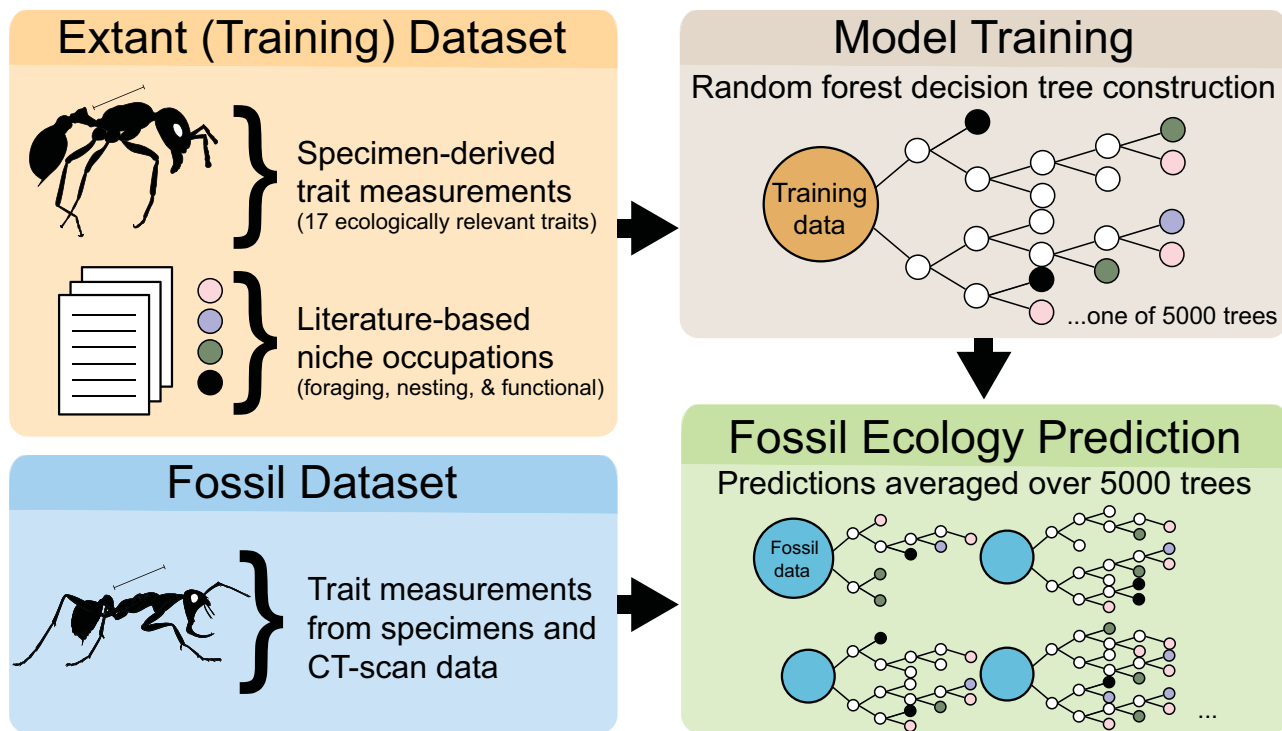 Extant (Training) Dataset
Specimen-derived
trait measurements
(17 ecologically relevant traits)
Literature-based
niche occupations
(foraging, nesting, & functional)
Model Training
Random forest decision tree construction
Training
data
...one of 5000 trees
Fossil Dataset
Trait measurements
from specimens and
CT-scan data
Fossil Ecology Prediction
Predictions averaged over 5000 trees
Fossil
data
...